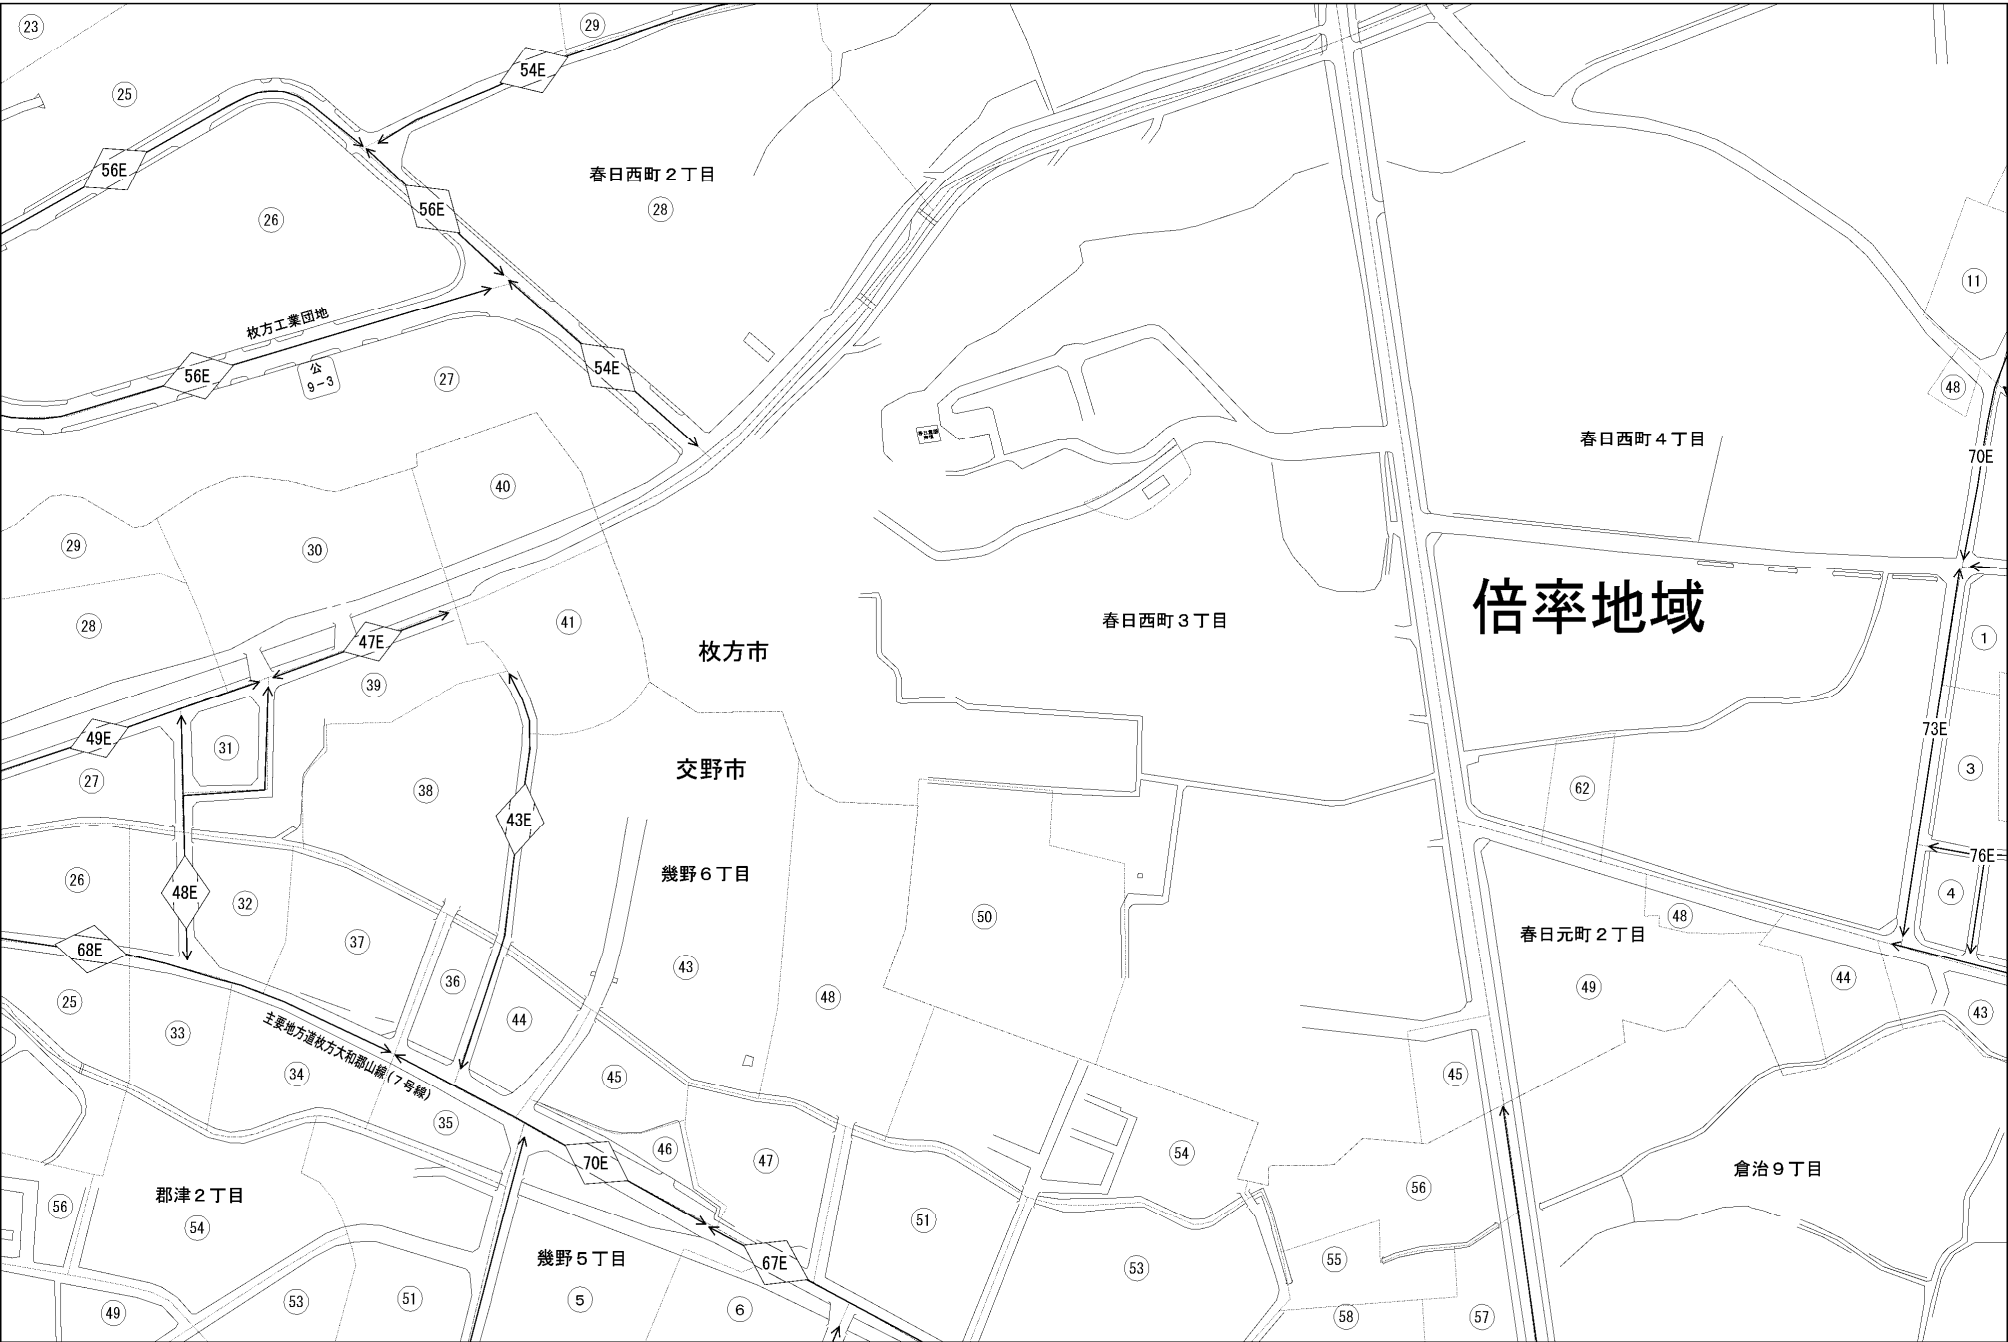 23
29
54E
25
56E
春日西町２丁目
28
56E
26
11
枚方工業団地
公
9－3
56E
27
54E
48
春日西町４丁目
70E
40
29
30
倍率地域
28
41
春日西町３丁目
47E
枚方市
1
39
49E
31
73E
交野市
3
27
38
62
43E
76E
幾野６丁目
26
48E
32
4
50
48
37
春日元町２丁目
68E
43
36
44
49
48
25
44
43
33
主要地方道枚方大和郡山線(７号線)
34
45
45
35
46
47
54
70E
倉治９丁目
56
郡津２丁目
56
54
51
幾野５丁目
55
67E
53
53
51
5
6
49
58
57